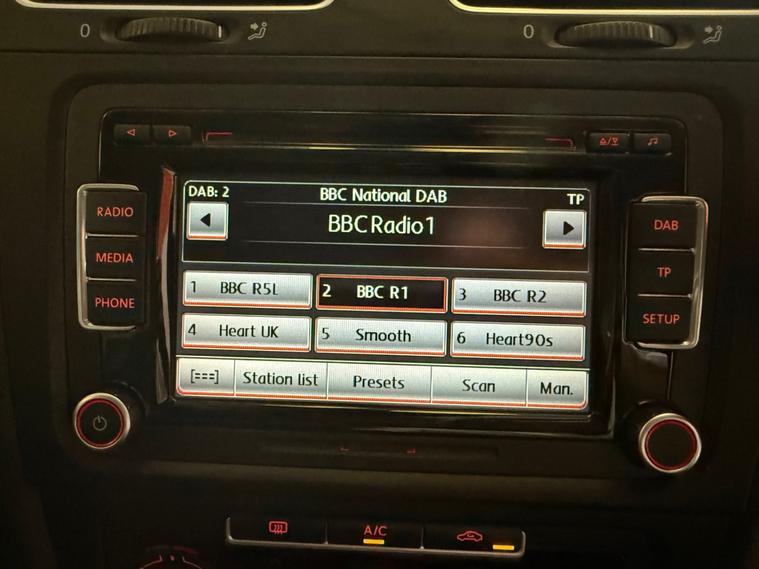 0
0
RADIO
MEDIA
PHONE
DAB: 2 BBC National DAB TP
BBC Radio 1
1 BBC R5L
2 BBC R1
3 BBC R2
4 Heart UK
5 Smooth
6 Heart90s
[===] Station list Presets Scan Man.
DAB
TP
SETUP
A/C